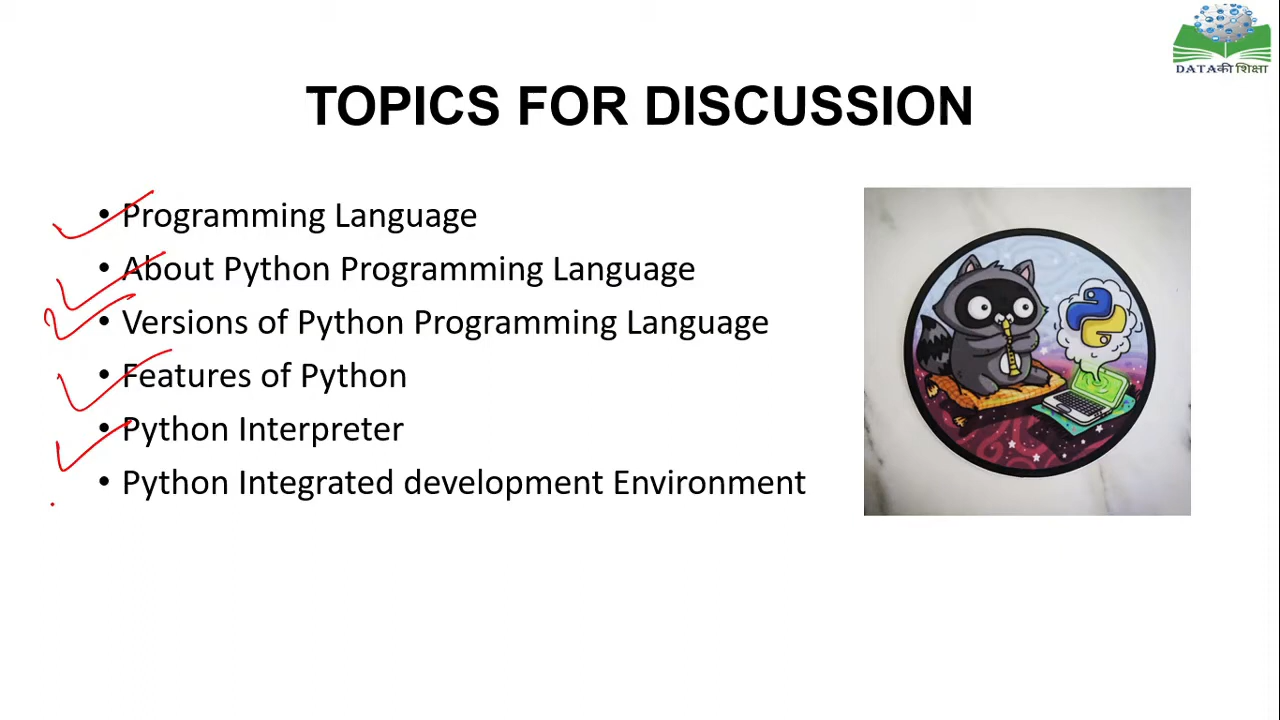 DATAकी शिक्षा
TOPICS FOR DISCUSSION
• Programming Language
• About Python Programming Language
• Versions of Python Programming Language
• Features of Python
• Python Interpreter
• Python Integrated development Environment